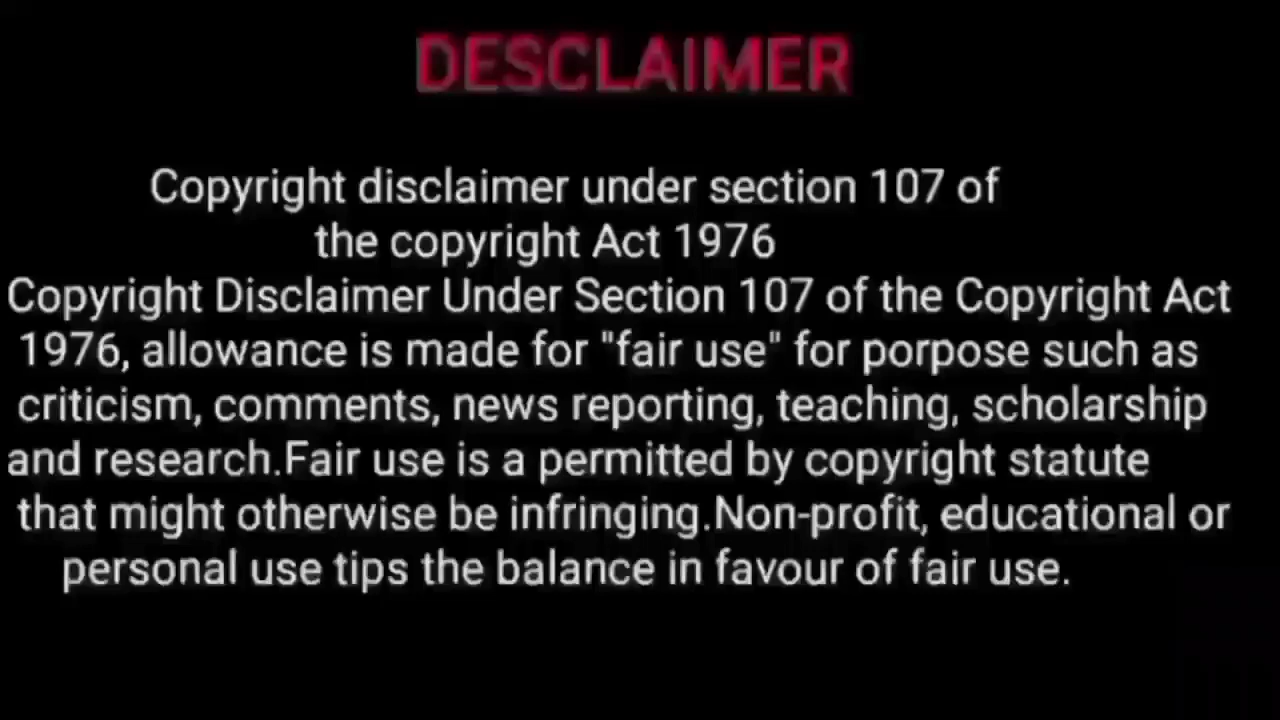 DESCLAIMER
Copyright disclaimer under section 107 of
the copyright Act 1976
Copyright Disclaimer Under Section 107 of the Copyright Act
1976, allowance is made for "fair use" for porpose such as
criticism, comments, news reporting, teaching, scholarship
and research.Fair use is a permitted by copyright statute
that might otherwise be infringing.Non-profit, educational or
personal use tips the balance in favour of fair use.